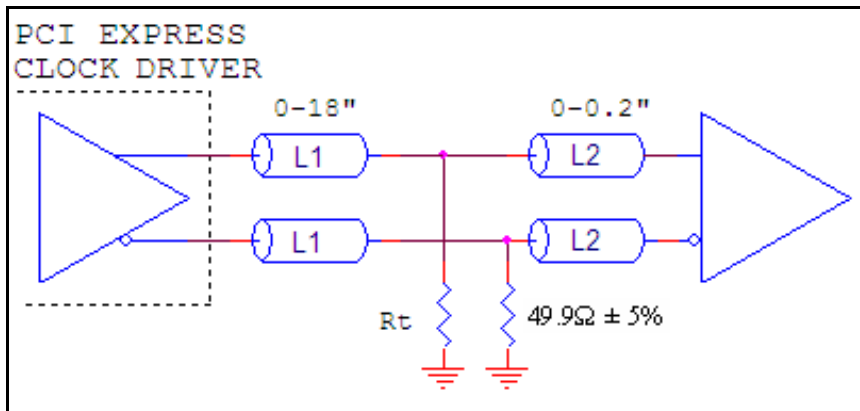 PCI EXPRESS
CLOCK DRIVER
0-18"
0-0.2"
L1
L2
L1
L2
Rt
49.9Ω ± 5%